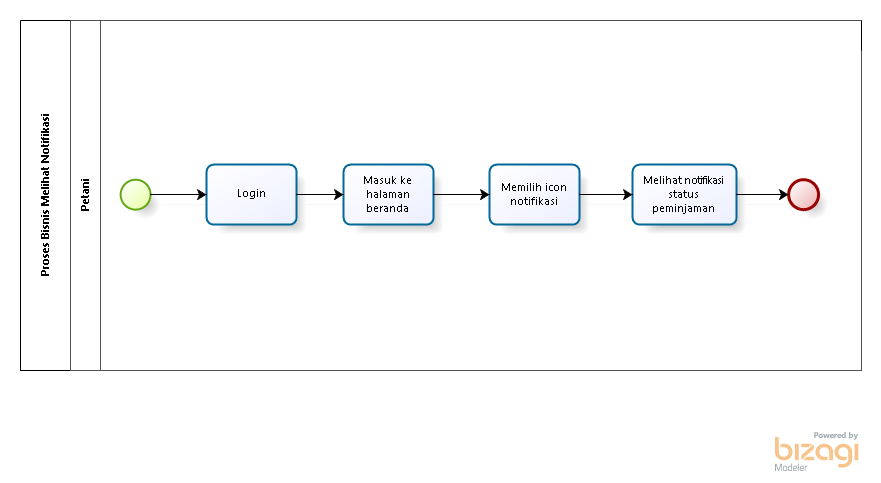 Proses Bisnis Melihat Notifikasi
Petani
Login
Masuk ke
halaman
beranda
Memilih icon
notifikasi
Melihat notifikasi
status
peminjaman
Powered by
bizagi
Modeler